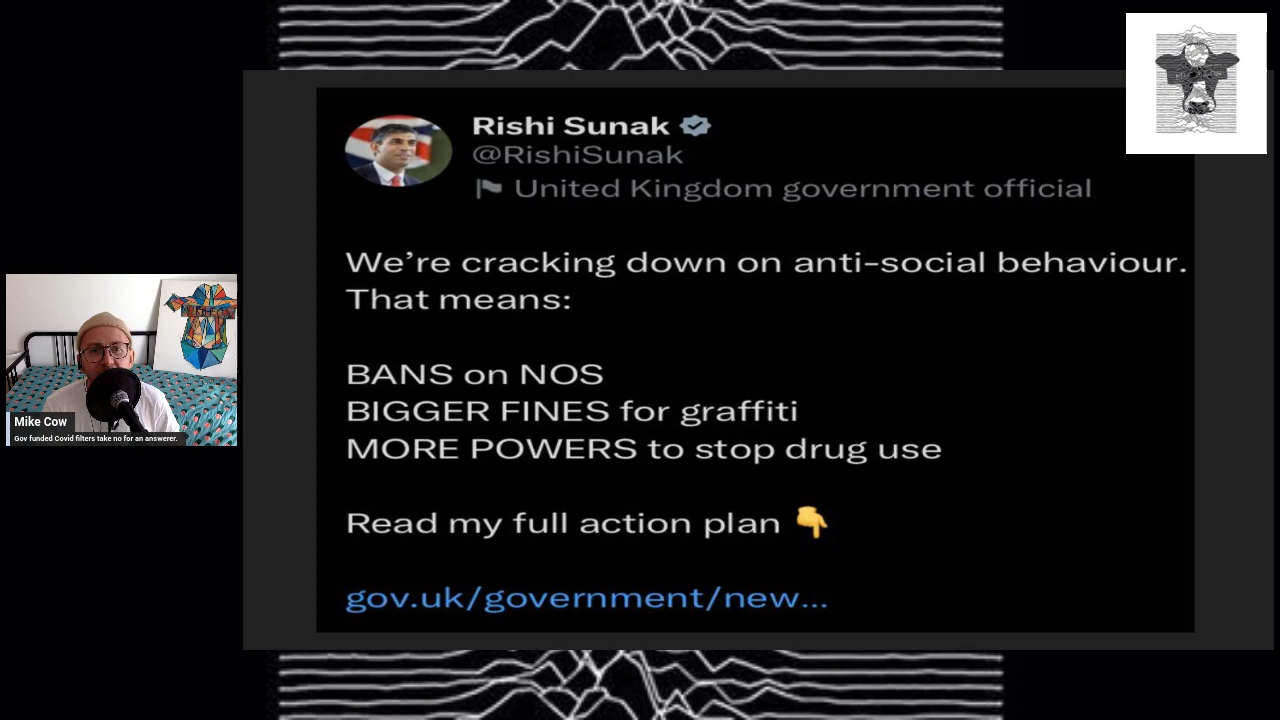 Rishi Sunak
@RishiSunak
United Kingdom government official
We’re cracking down on anti-social behaviour.
That means:
BANS on NOS
BIGGER FINES for graffiti
MORE POWERS to stop drug use
Read my full action plan 👇
gov.uk/government/new...
Mike Cow
Gov funded Covid filters take no for an answerer.